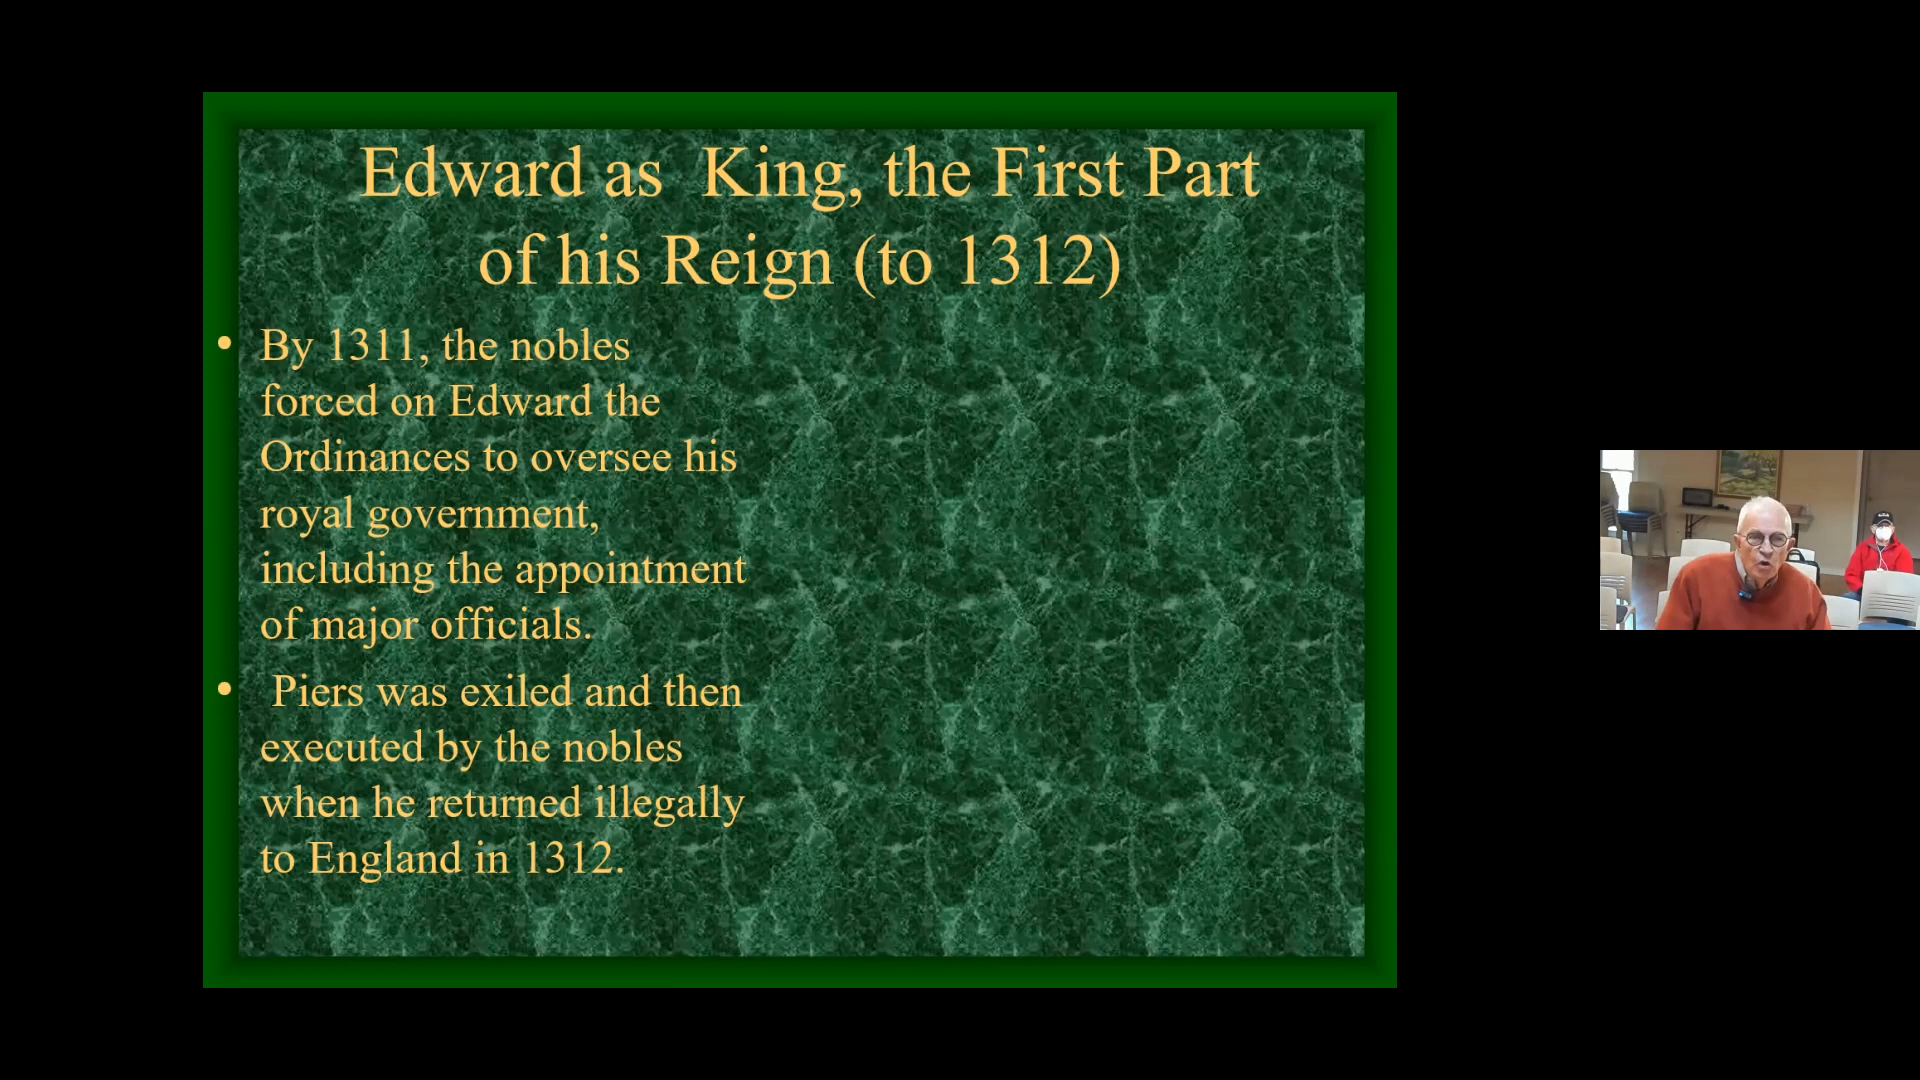 Edward as  King, the First Part
of his Reign (to 1312)
• By 1311, the nobles
forced on Edward the
Ordinances to oversee his
royal government,
including the appointment
of major officials.
•  Piers was exiled and then
executed by the nobles
when he returned illegally
to England in 1312.